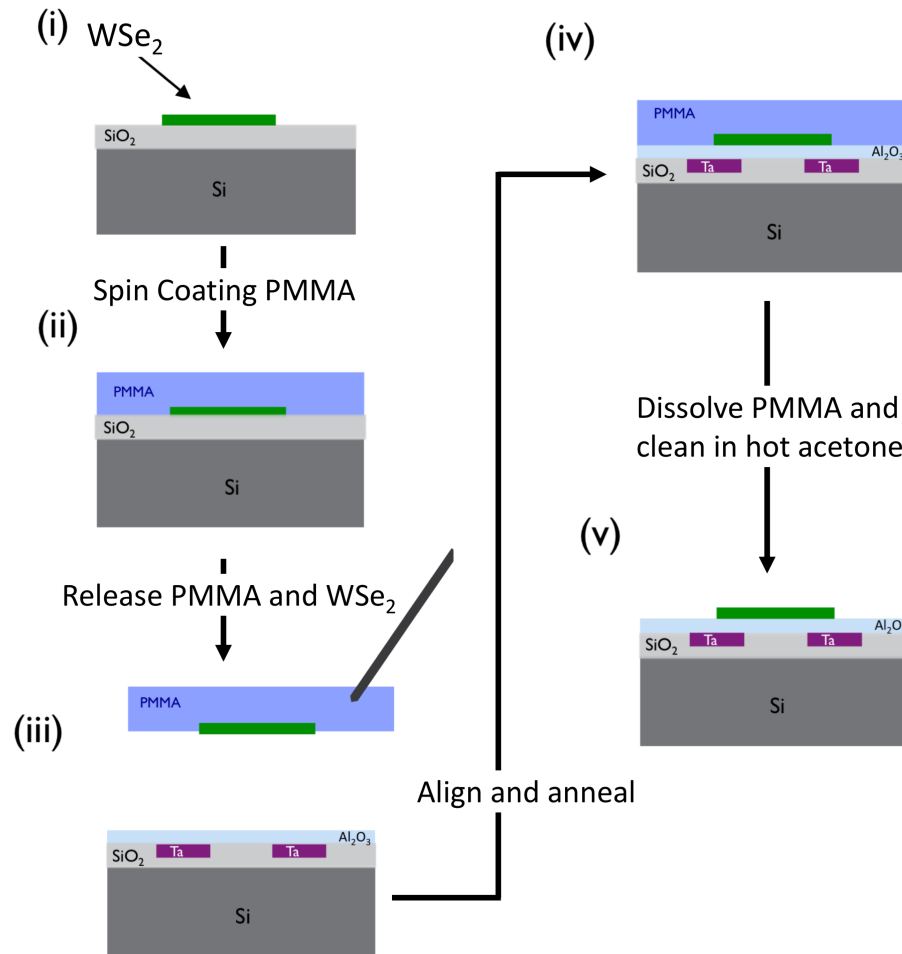 (i)
WSe₂
SiO₂
Si
Spin Coating PMMA
(ii)
PMMA
SiO₂
Si
Release PMMA and WSe₂
(iii)
PMMA
Al₂O₃
SiO₂
Ta
Ta
Si
Align and anneal
(iv)
PMMA
Al₂O₃
SiO₂
Ta
Ta
Si
Dissolve PMMA and
clean in hot acetone
(v)
Al₂O
SiO₂
Ta
Ta
Si